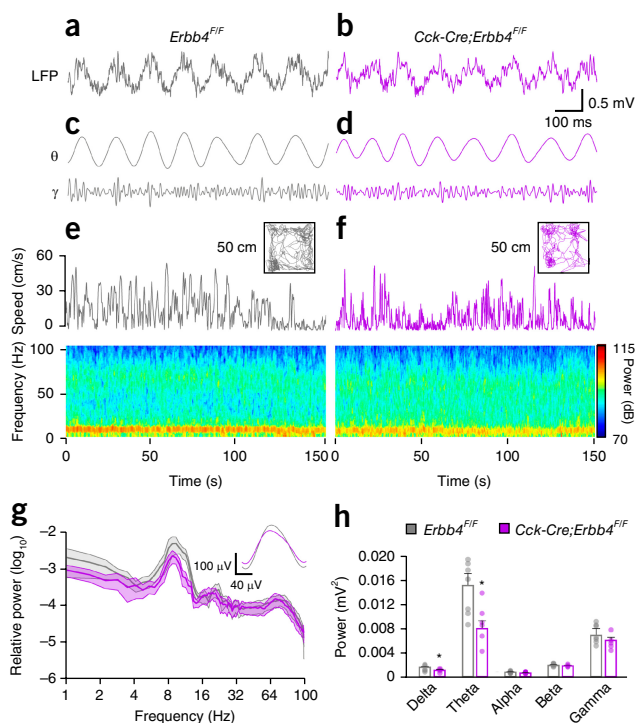 a
Erbb4F/F
b
Cck-Cre;Erbb4F/F
LFP
0.5 mV
100 ms
c
d
θ
γ
e
50 cm
f
50 cm
60
30
0
Speed (cm/s)
100
50
0
Frequency (Hz)
0 50 100 150
Time (s)
0 50 100 150
Time (s)
115
70
Power (dB)
g
–2
–3
–4
–5
–6
Relative power (log10)
100 µV
40 µV
1 2 4 8 16 32 64 100
Frequency (Hz)
h
Erbb4F/F
Cck-Cre;Erbb4F/F
0.020
0.016
0.012
0.008
0.004
0
Power (mV2)
*
*
Delta
Theta
Alpha
Beta
Gamma